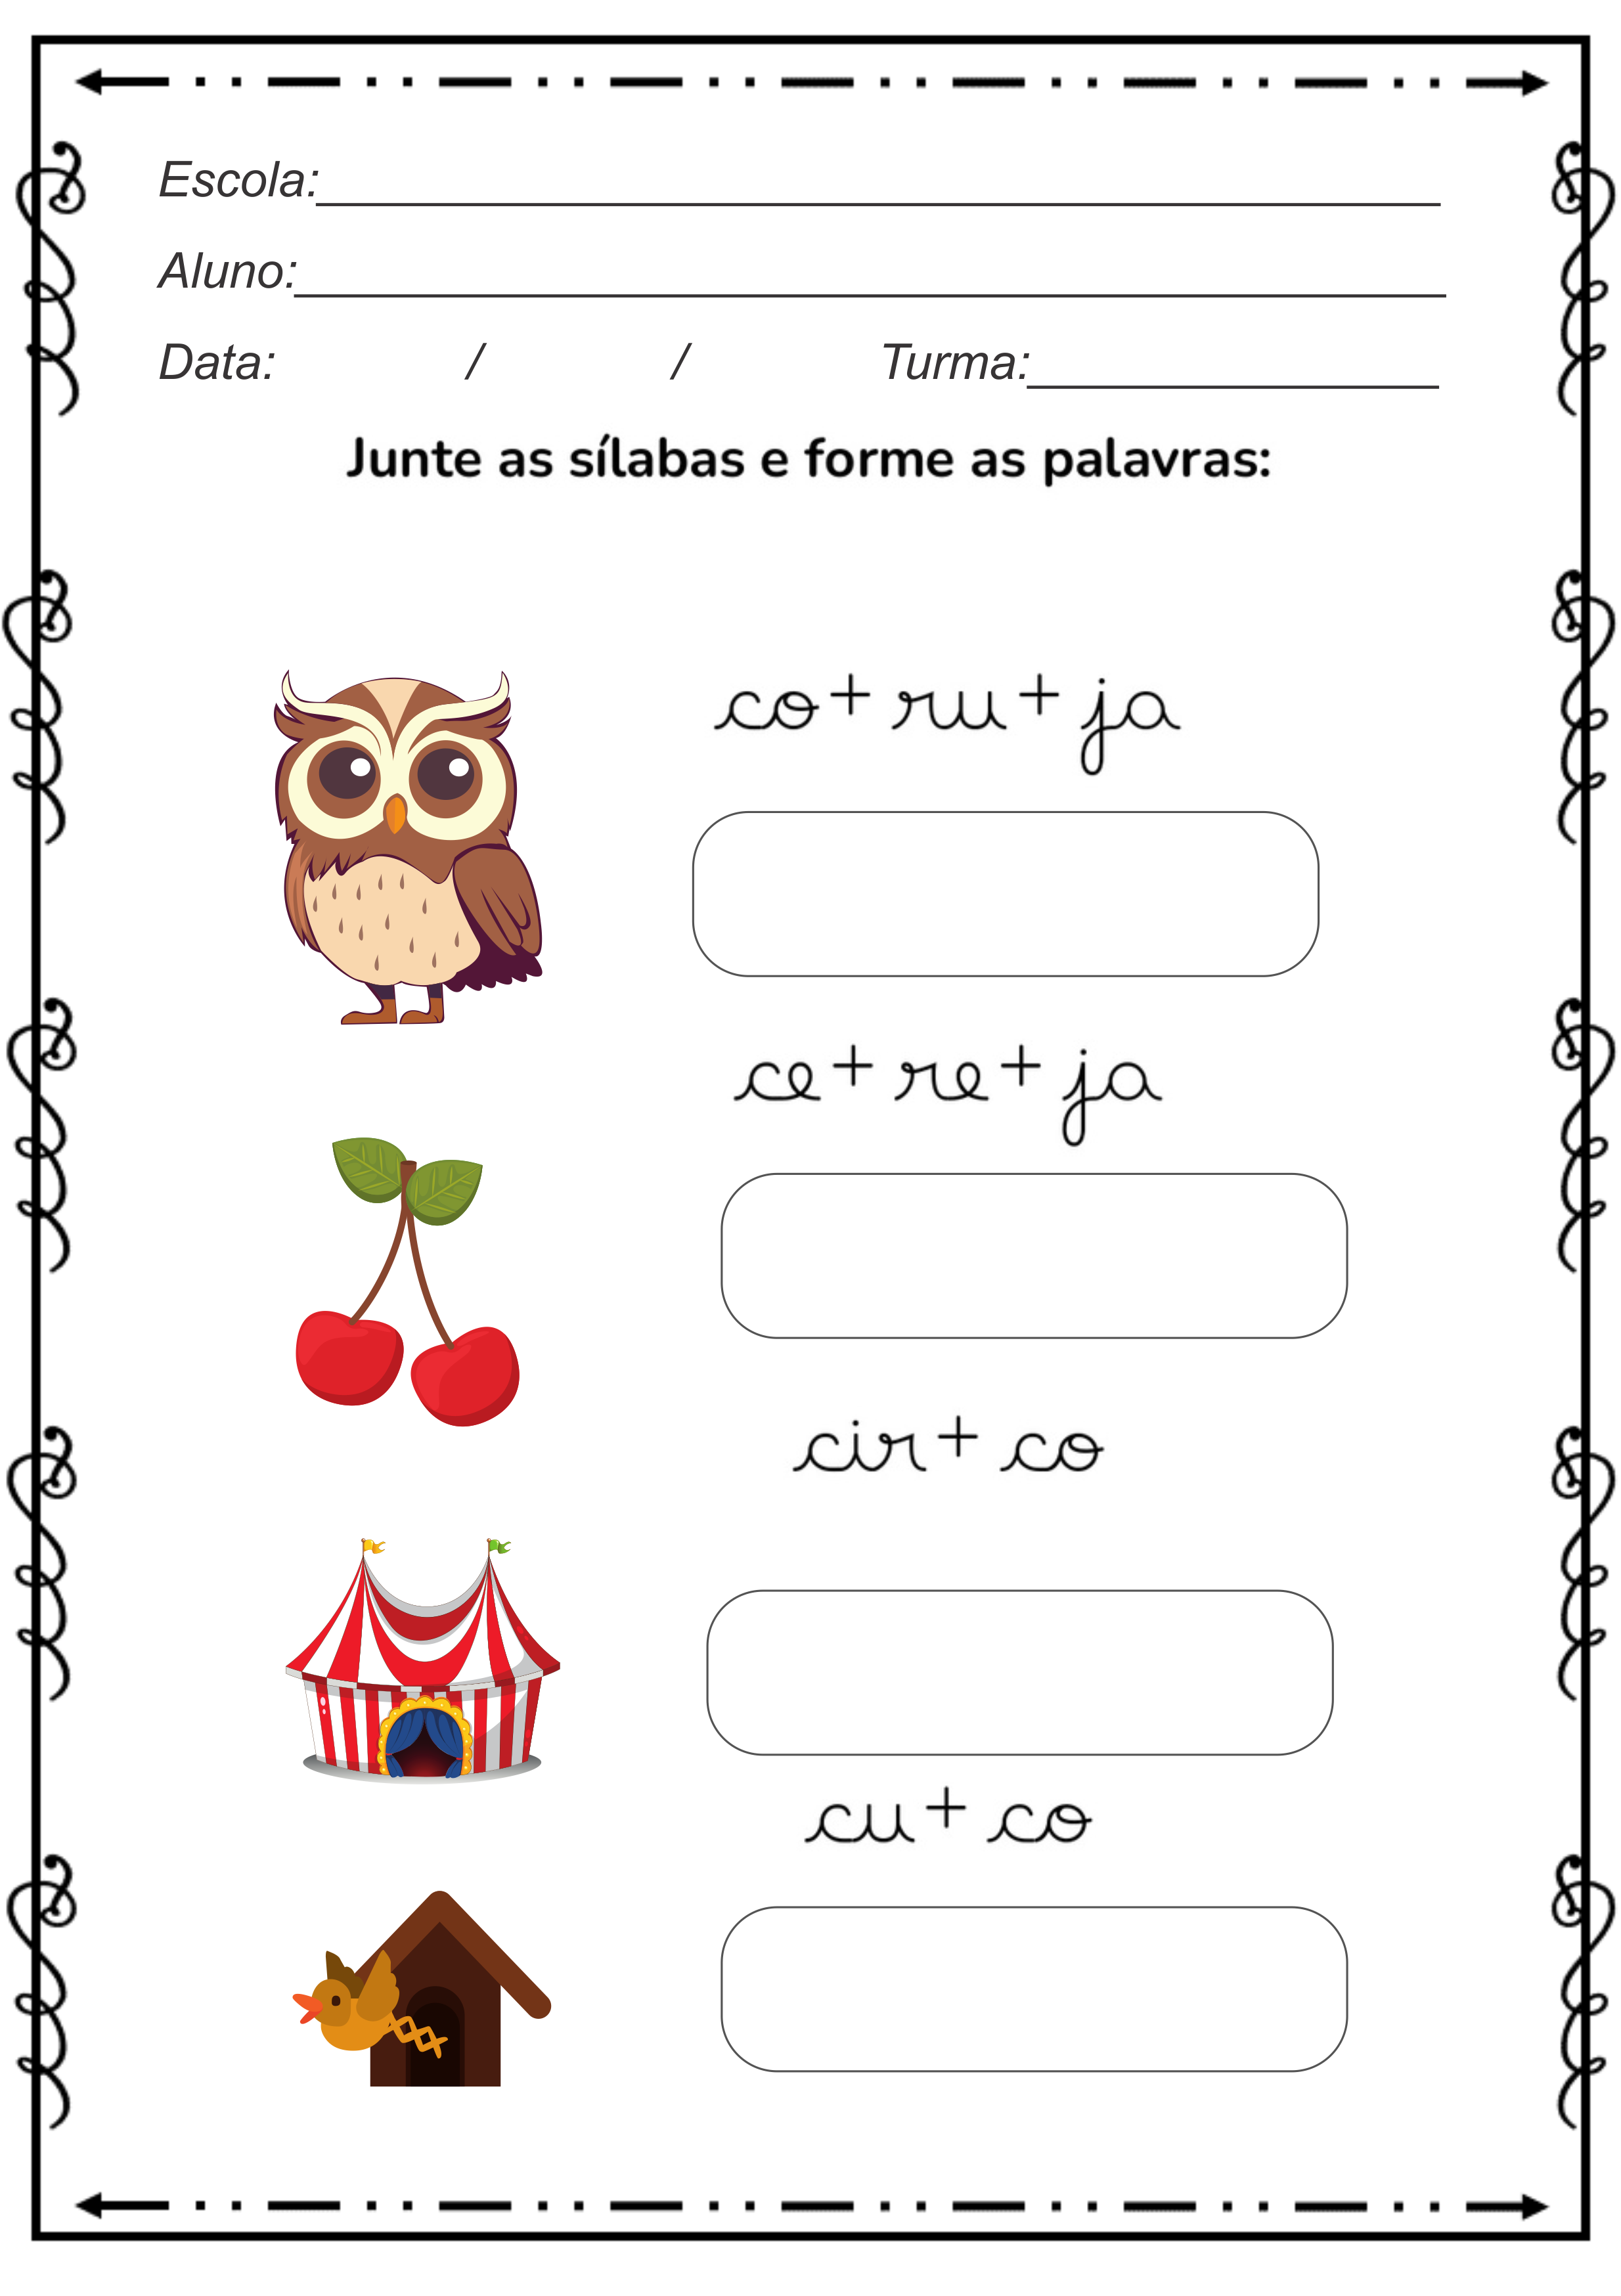 Escola:
Aluno:
Data: / / Turma:
Junte as sílabas e forme as palavras:
co+ru+ja
ce+re+ja
cir+co
cu+co